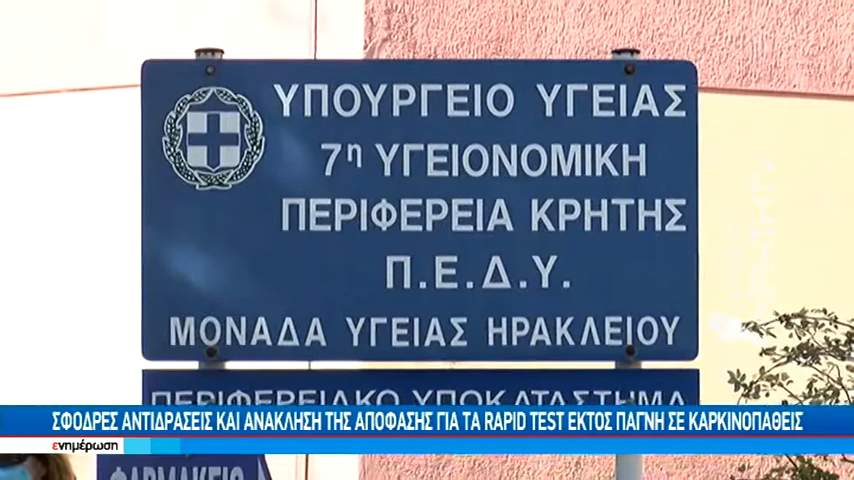 ΥΠΟΥΡΓΕΙΟ ΥΓΕΙΑΣ
7η ΥΓΕΙΟΝΟΜΙΚΗ
ΠΕΡΙΦΕΡΕΙΑ ΚΡΗΤΗΣ
Π.Ε.Δ.Υ.
ΜΟΝΑΔΑ ΥΓΕΙΑΣ ΗΡΑΚΛΕΙΟΥ
ΠΕΡΙΦΕΡΕΙΑΚΟ ΥΠΟΚΑΤΑΣΤΗΜΑ
ΣΦΟΔΡΕΣ ΑΝΤΙΔΡΑΣΕΙΣ ΚΑΙ ΑΝΑΚΛΗΣΗ ΤΗΣ ΑΠΟΦΑΣΗΣ ΓΙΑ ΤΑ RAPID TEST ΕΚΤΟΣ ΠΑΓΝΗ ΣΕ ΚΑΡΚΙΝΟΠΑΘΕΙΣ
ενημέρωση
ΦΑΡΜΑΚΕΙΟ